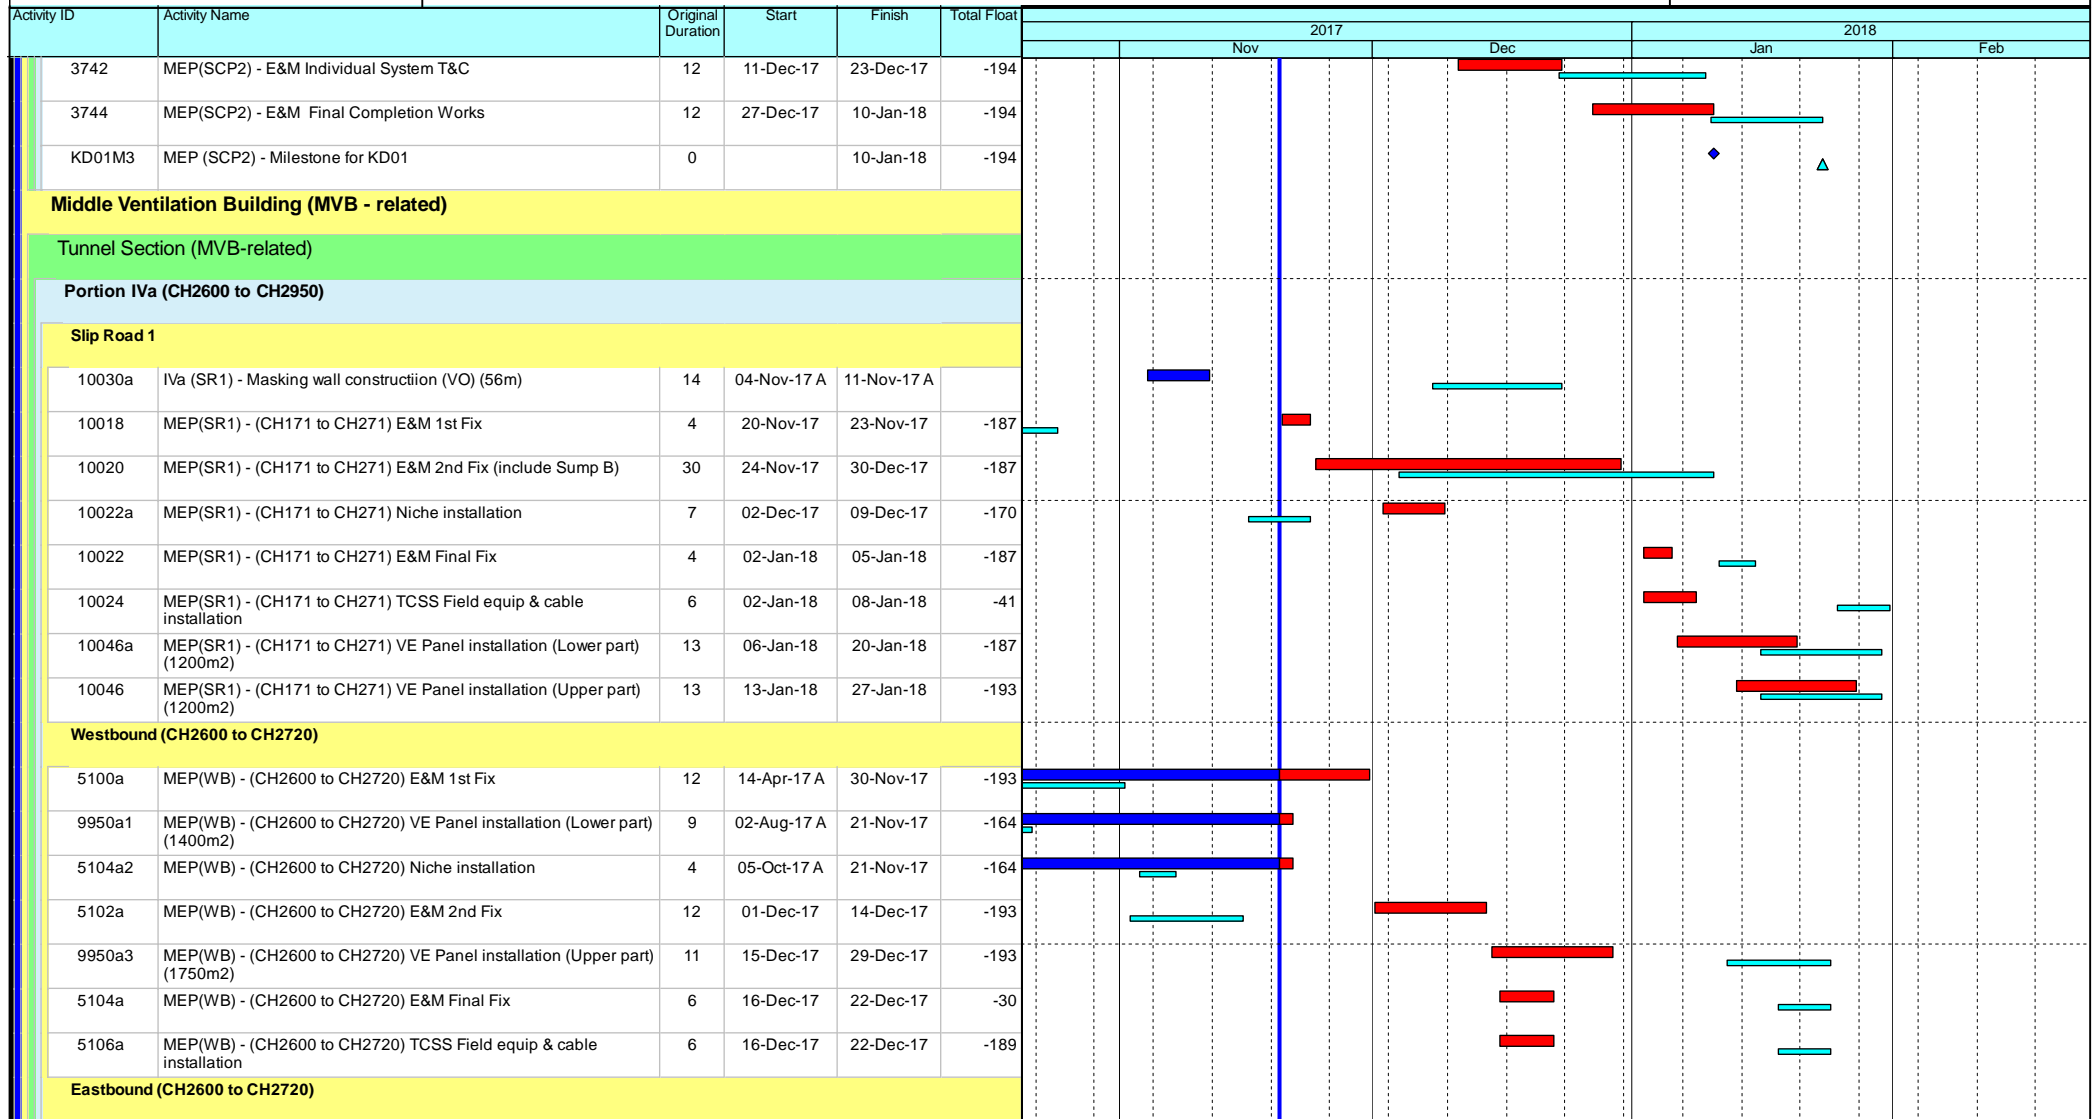 Activity ID Activity Name Original Start Finish Total Float
Duration
2017 2018
Nov Dec Jan Feb
3742 MEP(SCP2) - E&M Individual System T&C 12 11-Dec-17 23-Dec-17 -194
3744 MEP(SCP2) - E&M Final Completion Works 12 27-Dec-17 10-Jan-18 -194
KD01M3 MEP (SCP2) - Milestone for KD01 0 10-Jan-18 -194
Middle Ventilation Building (MVB - related)
Tunnel Section (MVB-related)
Portion IVa (CH2600 to CH2950)
Slip Road 1
10030a IVa (SR1) - Masking wall constructiion (VO) (56m) 14 04-Nov-17 A 11-Nov-17 A
10018 MEP(SR1) - (CH171 to CH271) E&M 1st Fix 4 20-Nov-17 23-Nov-17 -187
10020 MEP(SR1) - (CH171 to CH271) E&M 2nd Fix (include Sump B) 30 24-Nov-17 30-Dec-17 -187
10022a MEP(SR1) - (CH171 to CH271) Niche installation 7 02-Dec-17 09-Dec-17 -170
10022 MEP(SR1) - (CH171 to CH271) E&M Final Fix 4 02-Jan-18 05-Jan-18 -187
10024 MEP(SR1) - (CH171 to CH271) TCSS Field equip & cable 6 02-Jan-18 08-Jan-18 -41
installation
10046a MEP(SR1) - (CH171 to CH271) VE Panel installation (Lower part) 13 06-Jan-18 20-Jan-18 -187
(1200m2)
10046 MEP(SR1) - (CH171 to CH271) VE Panel installation (Upper part) 13 13-Jan-18 27-Jan-18 -193
(1200m2)
Westbound (CH2600 to CH2720)
5100a MEP(WB) - (CH2600 to CH2720) E&M 1st Fix 12 14-Apr-17 A 30-Nov-17 -193
9950a1 MEP(WB) - (CH2600 to CH2720) VE Panel installation (Lower part) 9 02-Aug-17 A 21-Nov-17 -164
(1400m2)
5104a2 MEP(WB) - (CH2600 to CH2720) Niche installation 4 05-Oct-17 A 21-Nov-17 -164
5102a MEP(WB) - (CH2600 to CH2720) E&M 2nd Fix 12 01-Dec-17 14-Dec-17 -193
9950a3 MEP(WB) - (CH2600 to CH2720) VE Panel installation (Upper part) 11 15-Dec-17 29-Dec-17 -193
(1750m2)
5104a MEP(WB) - (CH2600 to CH2720) E&M Final Fix 6 16-Dec-17 22-Dec-17 -30
5106a MEP(WB) - (CH2600 to CH2720) TCSS Field equip & cable 6 16-Dec-17 22-Dec-17 -189
installation
Eastbound (CH2600 to CH2720)